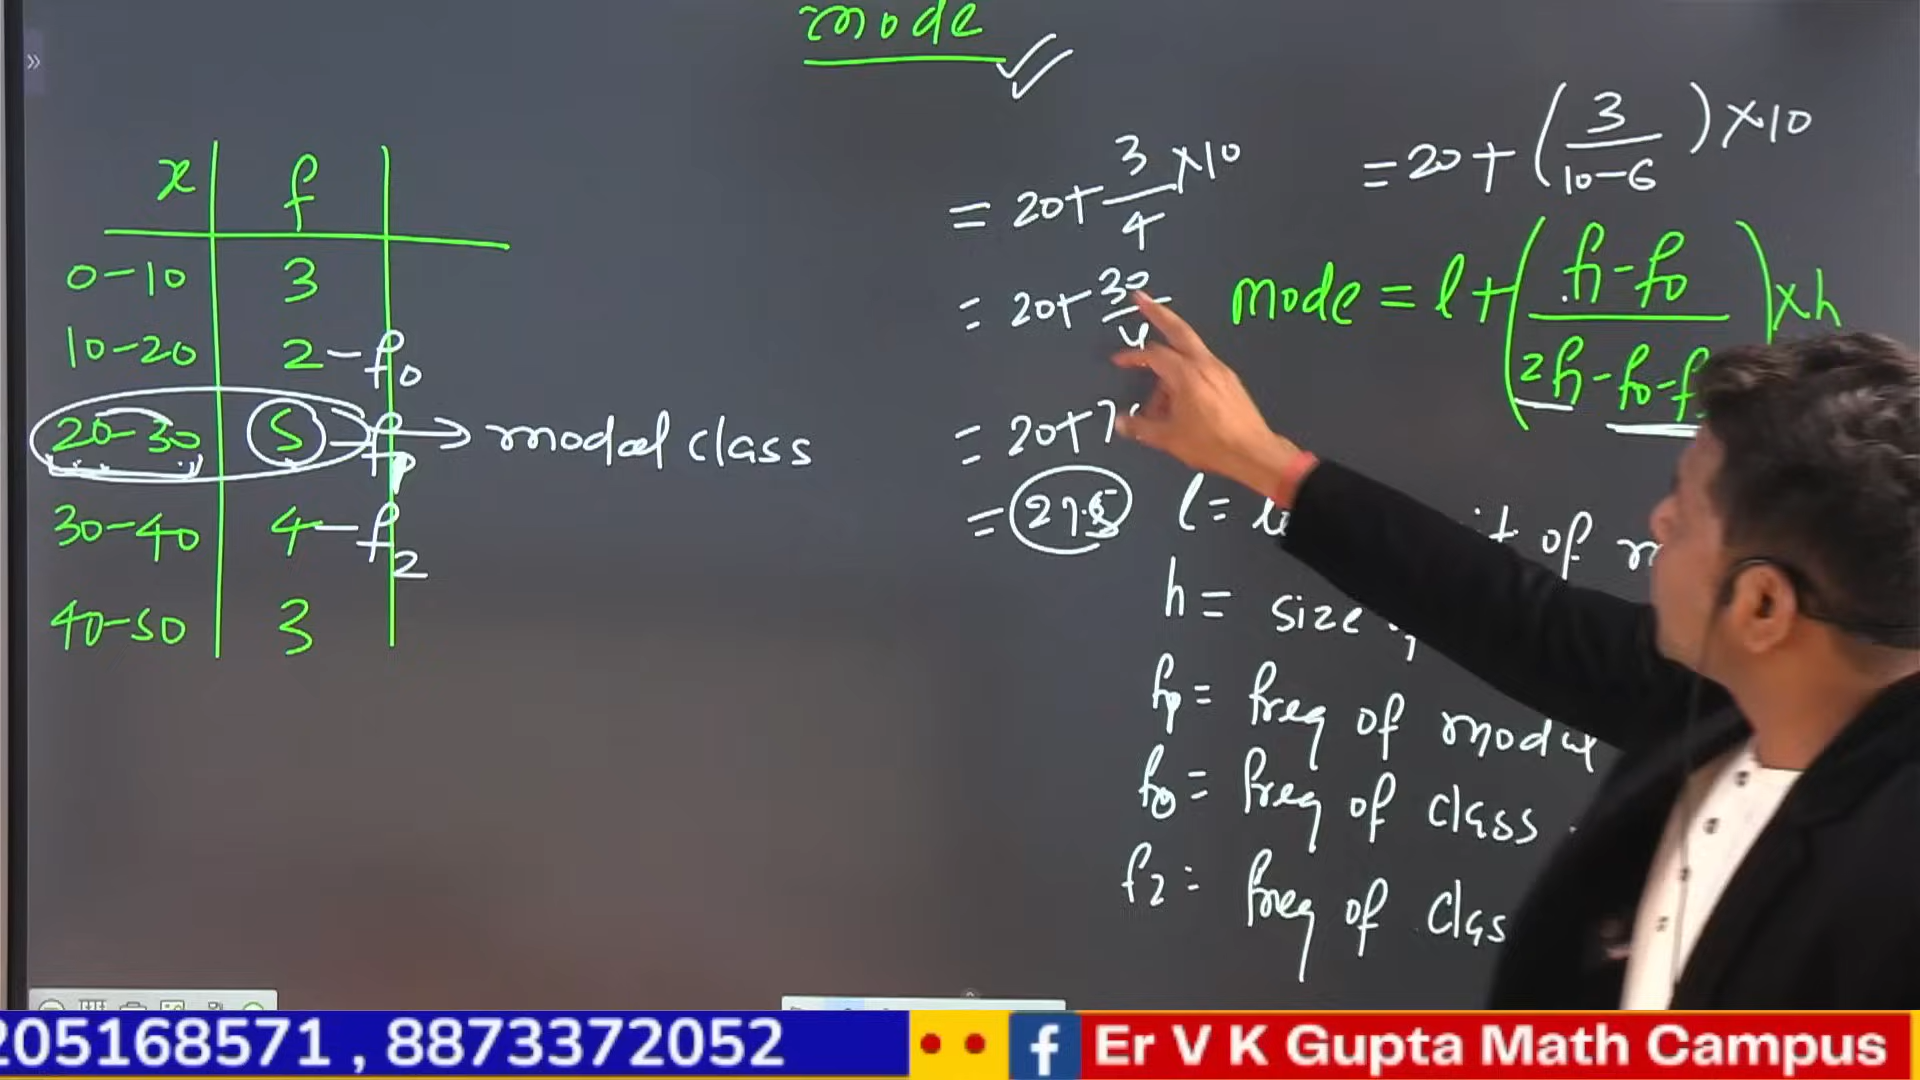 mode
x f
0-10 3
10-20 2 - f0
20-30 5 - f1 → modal class
30-40 4 - f2
40-50 3
= 20 + (3/(10-6)) × 10
= 20 + 3/4 × 10
= 20 + 30/4
= 20 + 7
= 27.5
mode = l + (f1 - f0 / 2f1 - f0 - f
) × h
l = of
h = size
f1 = freq of modal
f0 = freq of class
f2 = freq of clas
205168571 , 8873372052
f Er V K Gupta Math Campus